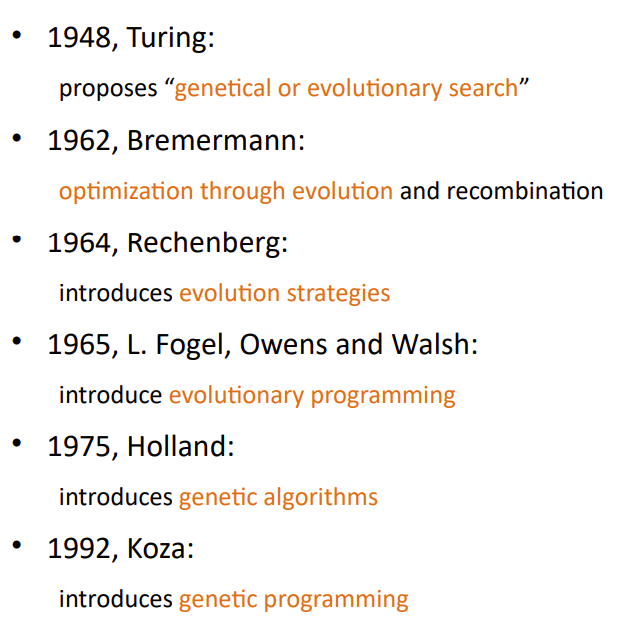 • 1948, Turing:
proposes “genetical or evolutionary search”
• 1962, Bremermann:
optimization through evolution and recombination
• 1964, Rechenberg:
introduces evolution strategies
• 1965, L. Fogel, Owens and Walsh:
introduce evolutionary programming
• 1975, Holland:
introduces genetic algorithms
• 1992, Koza:
introduces genetic programming